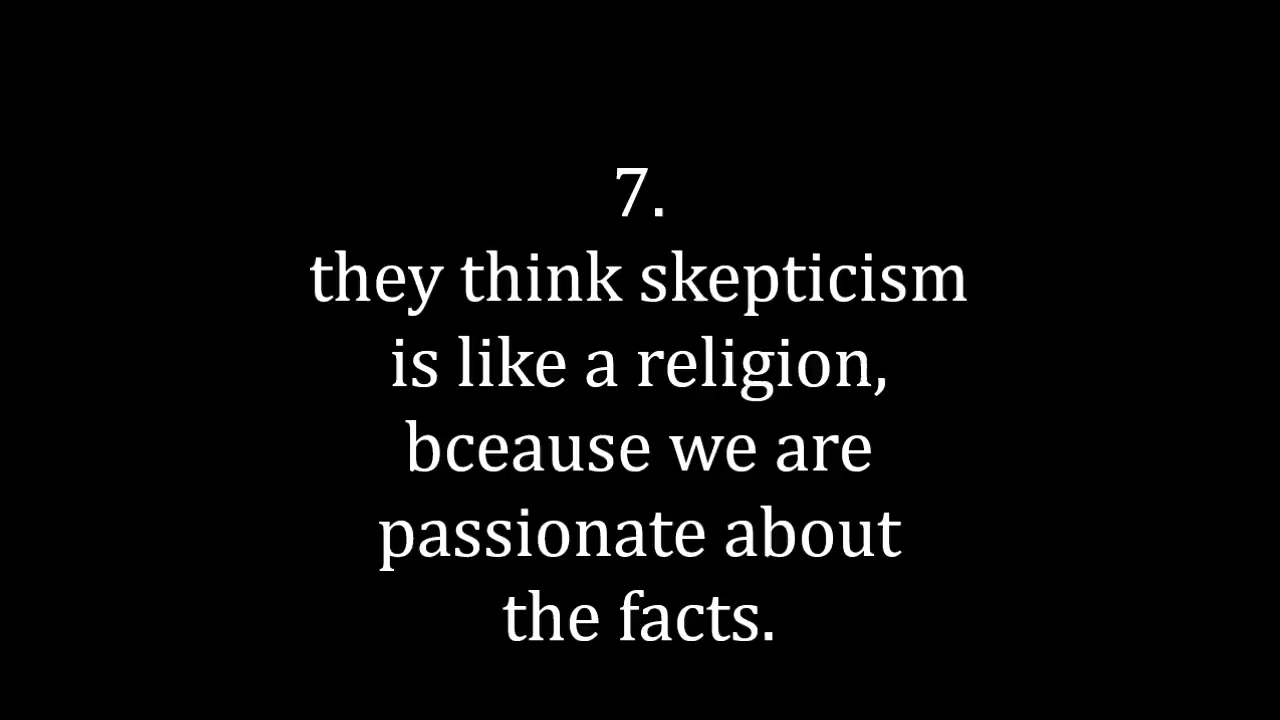 7.
they think skepticism
is like a religion,
bceause we are
passionate about
the facts.